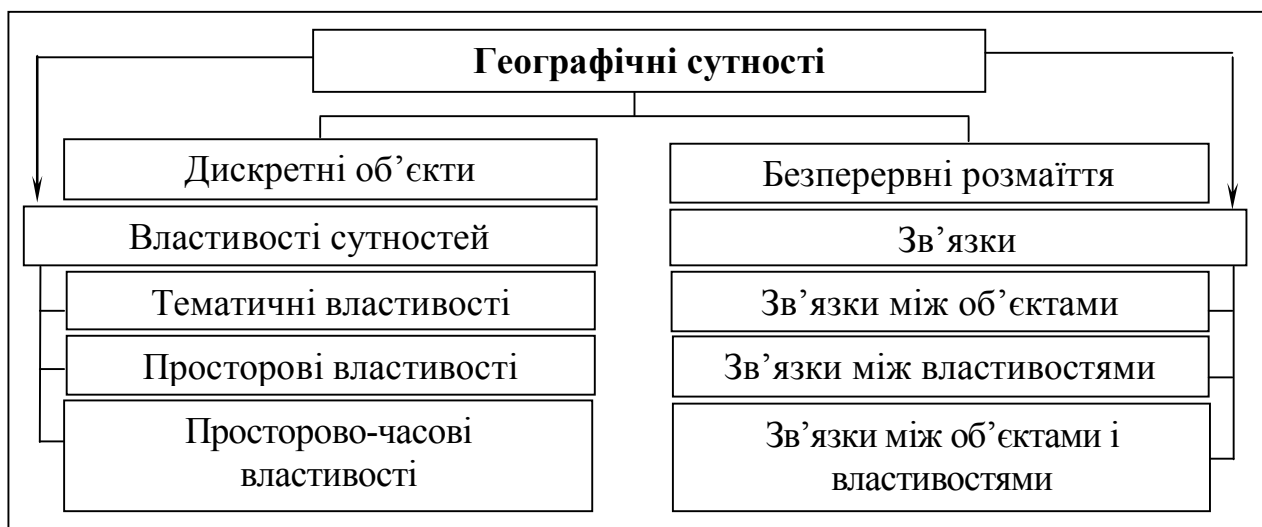 Географічні сутності
Дискретні об’єкти
Безперервні розмаїття
Властивості сутностей
Зв’язки
Тематичні властивості
Зв’язки між об’єктами
Просторові властивості
Зв’язки між властивостями
Просторово-часові
властивості
Зв’язки між об’єктами і
властивостями